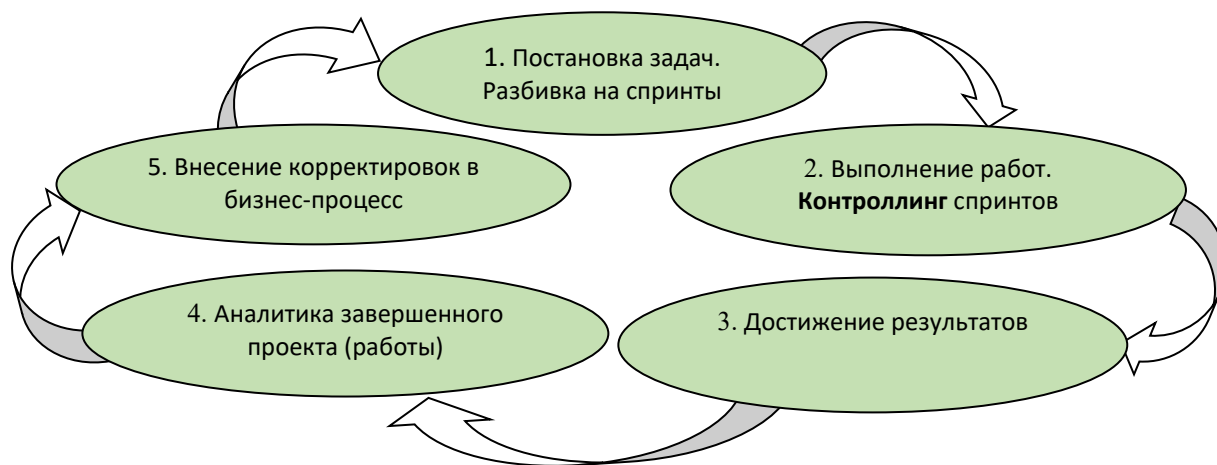 1. Постановка задач.
Разбивка на спринты
2. Выполнение работ.
Контроллинг спринтов
3. Достижение результатов
4. Аналитика завершенного
проекта (работы)
5. Внесение корректировок в
бизнес-процесс